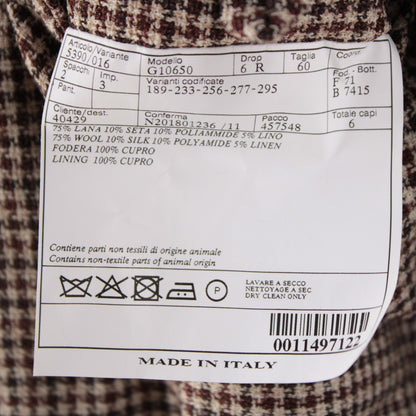 Articolo/Variante Modello Drop Taglia Coord.
5390/016 G10650 6 R 60
Spacchi Imp. Varianti codificate Fod. - Bott.
2 3 189-233-256-277-295 F 71
Pant. B 7415
Cliente/dest Conferma Pacco Totale capi
40429 N201801236 /11 457548 6
75% LANA 10% SETA 10% POLIAMMIDE 5% LINO
75% WOOL 10% SILK 10% POLYAMIDE 5% LINEN
FODERA 100% CUPRO
LINING 100% CUPRO
Contiene parti non tessili di origine animale
Contains non-textile parts of animal origin
LAVARE A SECCO
NETTOYAGE A SEC
DRY CLEAN ONLY
P
0011497122
MADE IN ITALY